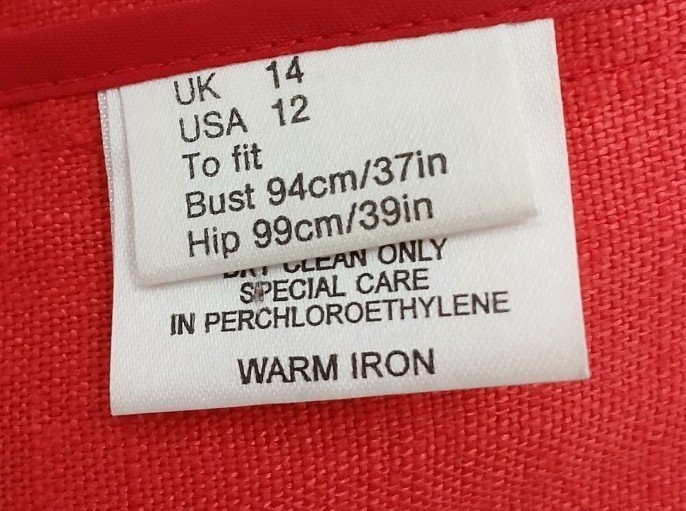 UK 14
USA 12
To fit
Bust 94cm/37in
Hip 99cm/39in
DRY CLEAN ONLY
SPECIAL CARE
IN PERCHLOROETHYLENE
WARM IRON